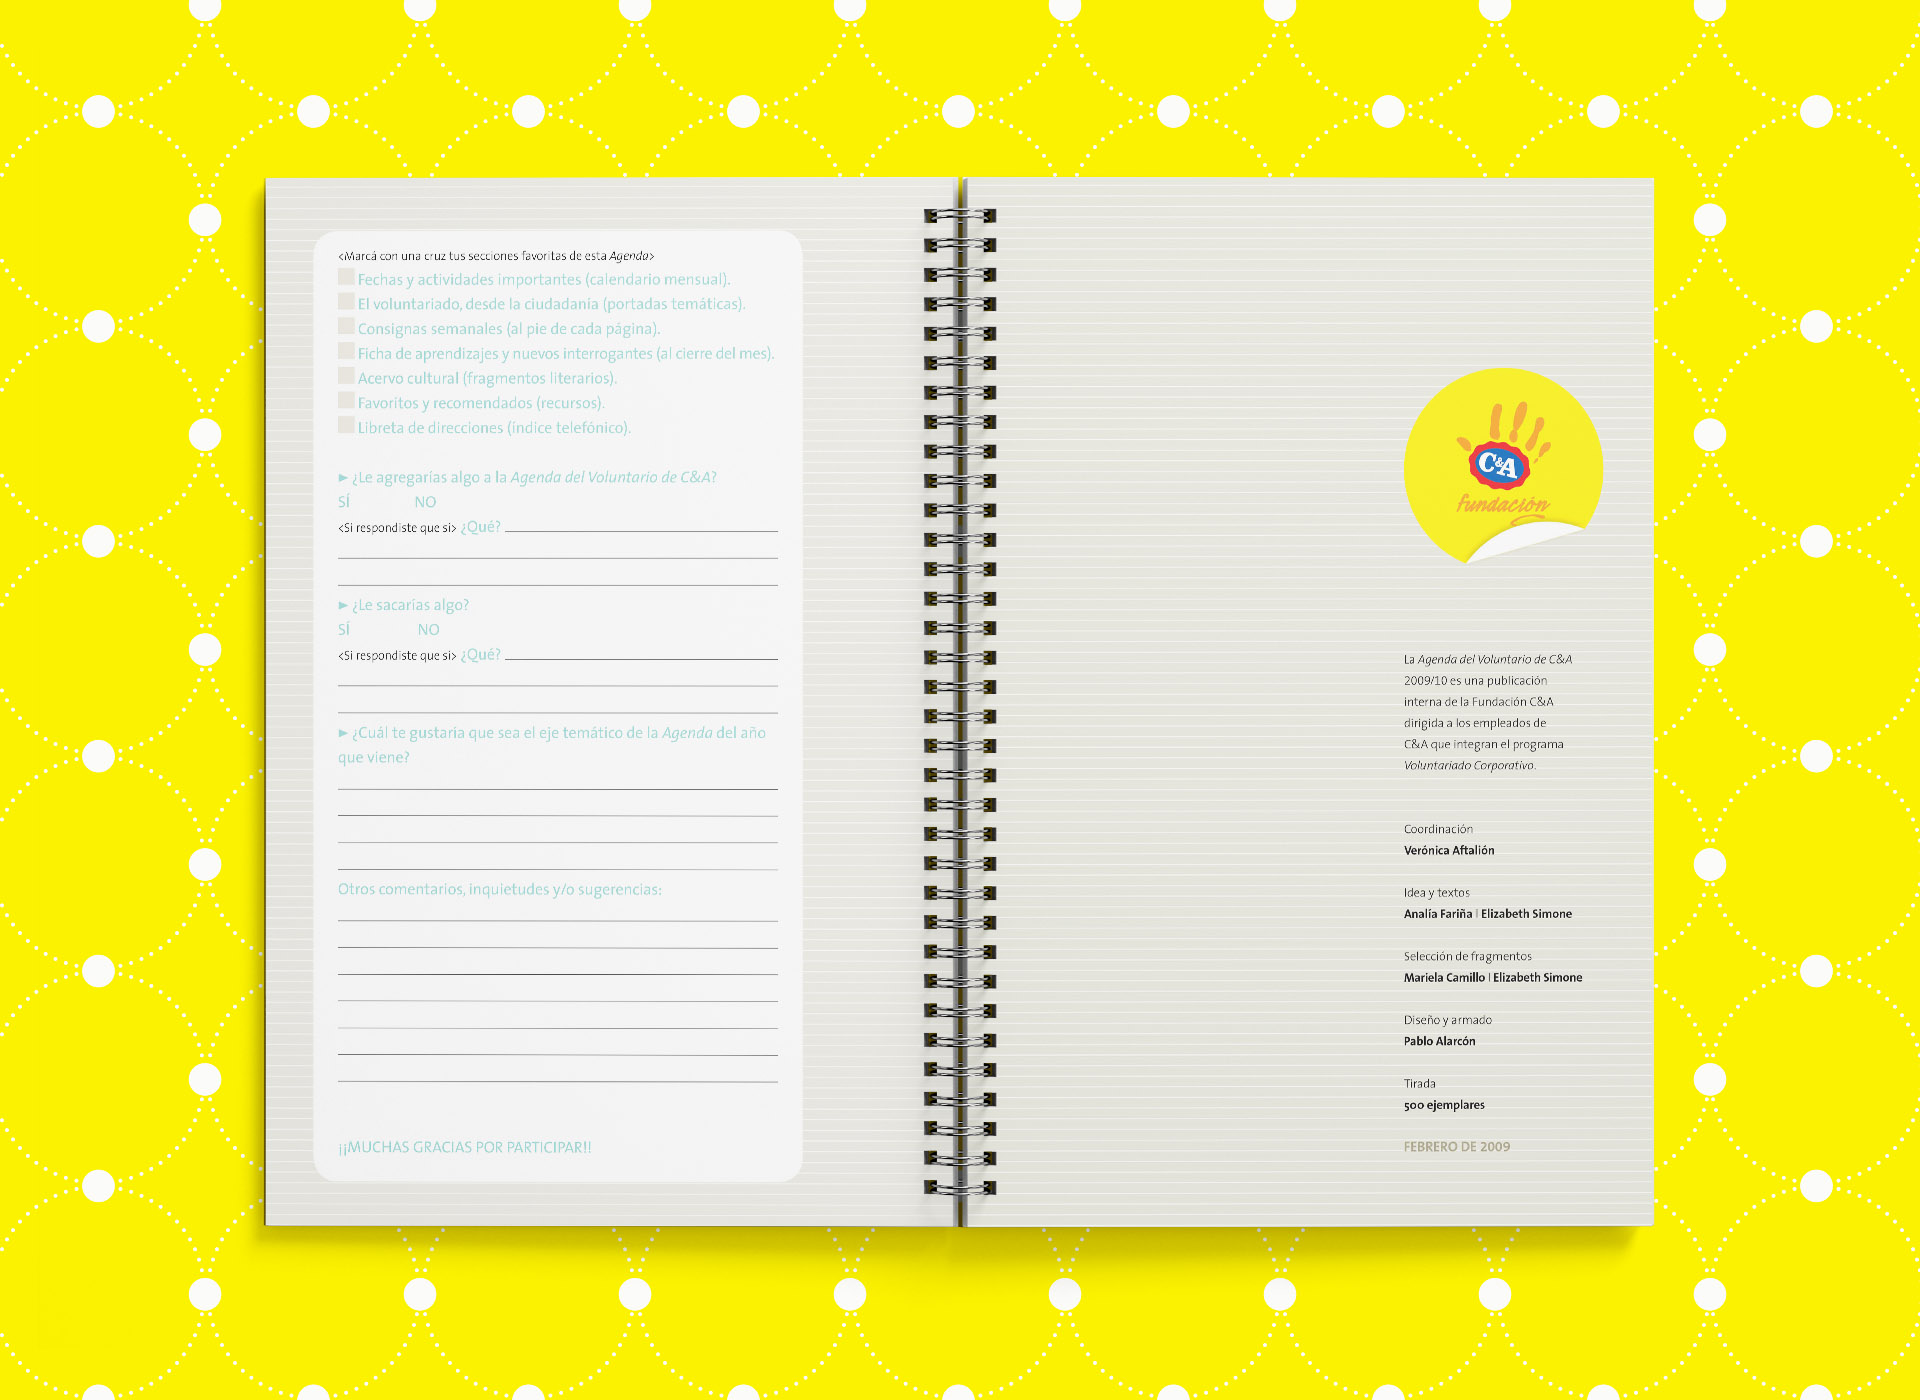 <Marcá con una cruz tus secciones favoritas de esta Agenda>
Fechas y actividades importantes (calendario mensual).
El voluntariado, desde la ciudadanía (portadas temáticas).
Consignas semanales (al pie de cada página).
Ficha de aprendizajes y nuevos interrogantes (al cierre del mes).
Acervo cultural (fragmentos literarios).
Favoritos y recomendados (recursos).
Libreta de direcciones (índice telefónico).
► ¿Le agregarías algo a la Agenda del Voluntario de C&A?
SÍ NO
<Si respondiste que sí> ¿Qué?
► ¿Le sacarías algo?
SÍ NO
<Si respondiste que sí> ¿Qué?
► ¿Cuál te gustaría que sea el eje temático de la Agenda del año
que viene?
Otros comentarios, inquietudes y/o sugerencias:
¡¡MUCHAS GRACIAS POR PARTICIPAR!!
C&A
fundación
La Agenda del Voluntario de C&A
2009/10 es una publicación
interna de la Fundación C&A
dirigida a los empleados de
C&A que integran el programa
Voluntariado Corporativo.
Coordinación
Verónica Aftalión
Idea y textos
Analía Fariña | Elizabeth Simone
Selección de fragmentos
Mariela Camillo | Elizabeth Simone
Diseño y armado
Pablo Alarcón
Tirada
500 ejemplares
FEBRERO DE 2009